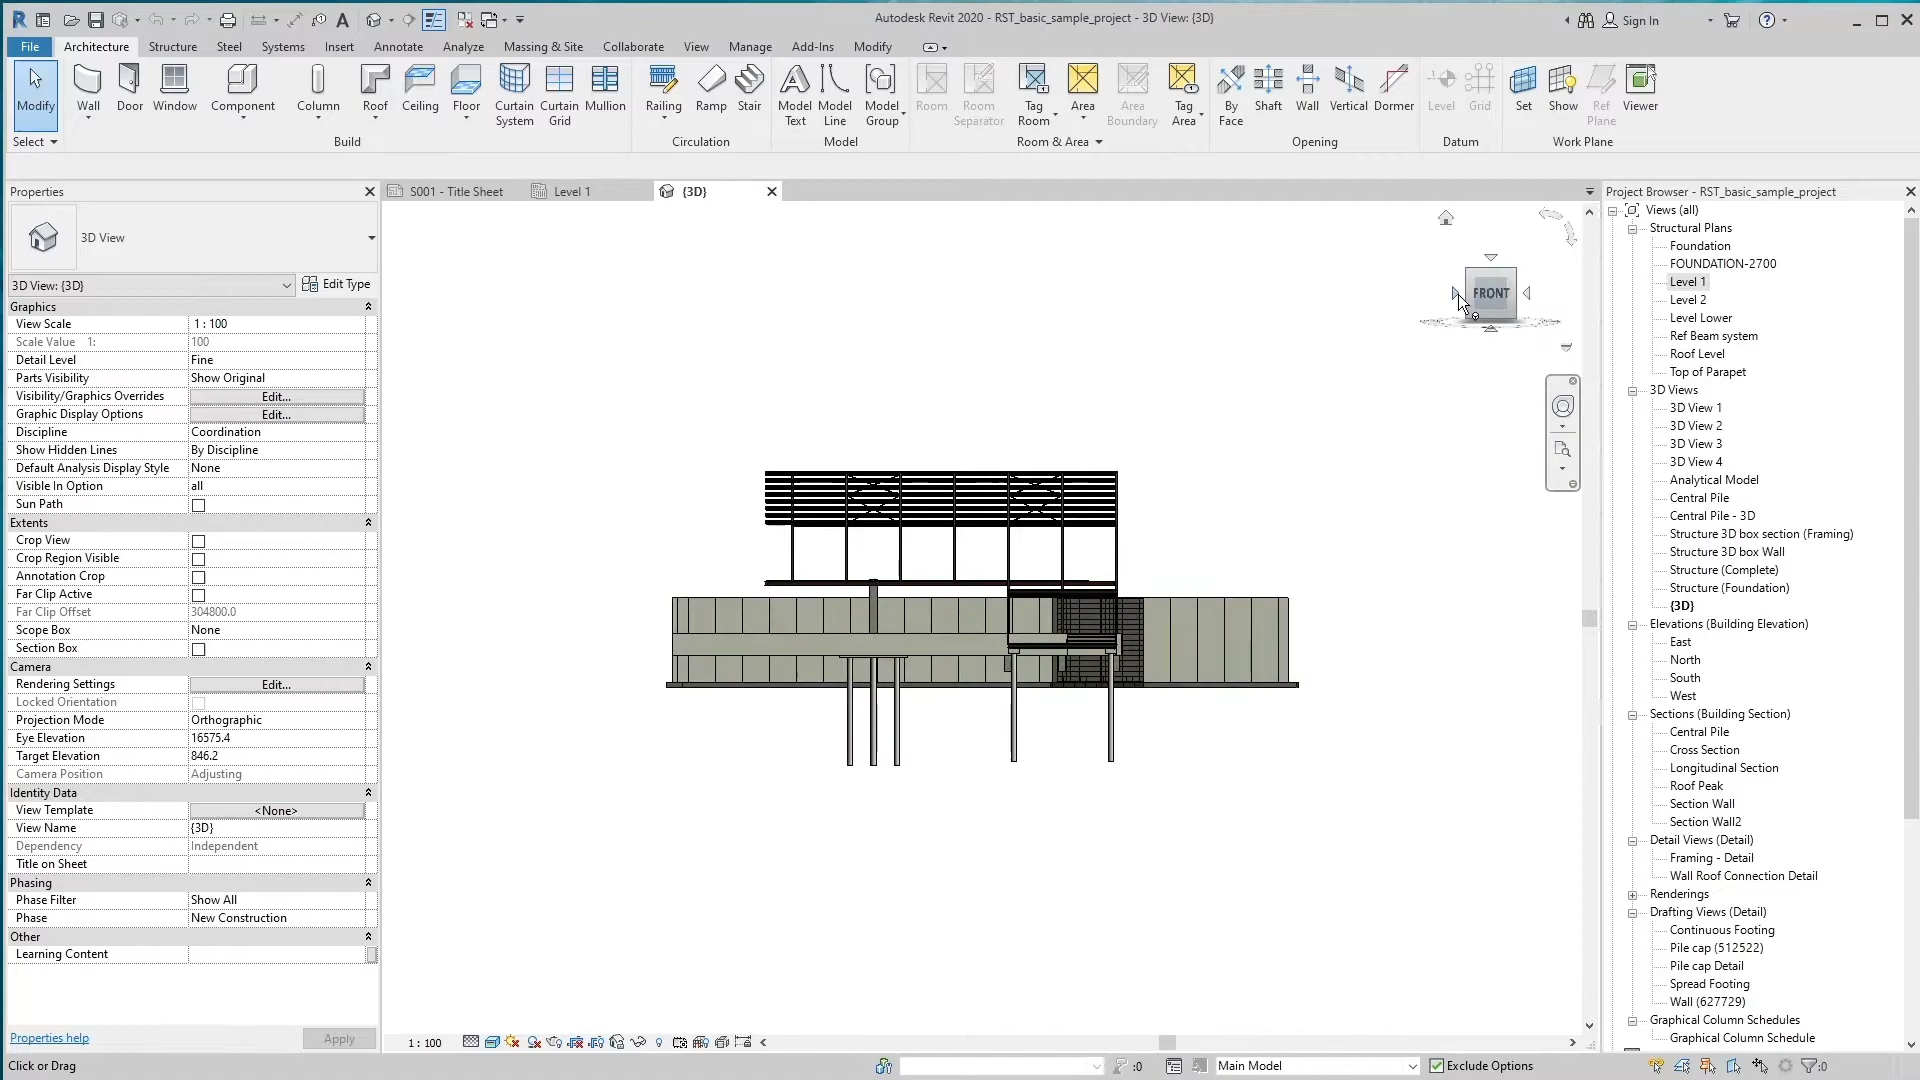 Autodesk Revit 2020 - RST_basic_sample_project - 3D View: {3D}
Sign In
File
Architecture
Structure
Steel
Systems
Insert
Annotate
Analyze
Massing & Site
Collaborate
View
Manage
Add-Ins
Modify
Modify
Wall
Door
Window
Component
Column
Roof
Ceiling
Floor
Curtain System
Curtain Grid
Mullion
Railing
Ramp
Stair
Model Text
Model Line
Model Group
Room
Room Separator
Tag Room
Area
Area Boundary
Tag Area
By Face
Shaft
Wall
Vertical
Dormer
Level
Grid
Set
Show
Ref Plane
Viewer
Select
Build
Circulation
Model
Room & Area
Opening
Datum
Work Plane
Properties
3D View
3D View: {3D}
Edit Type
Graphics
View Scale 1 : 100
Scale Value 1: 100
Detail Level Fine
Parts Visibility Show Original
Visibility/Graphics Overrides Edit...
Graphic Display Options Edit...
Discipline Coordination
Show Hidden Lines By Discipline
Default Analysis Display Style None
Visible In Option all
Sun Path
Extents
Crop View
Crop Region Visible
Annotation Crop
Far Clip Active
Far Clip Offset 304800.0
Scope Box None
Section Box
Camera
Rendering Settings Edit...
Locked Orientation
Projection Mode Orthographic
Eye Elevation 16575.4
Target Elevation 846.2
Camera Position Adjusting
Identity Data
View Template <None>
View Name {3D}
Dependency Independent
Title on Sheet
Phasing
Phase Filter Show All
Phase New Construction
Other
Learning Content
Properties help
Apply
S001 - Title Sheet
Level 1
{3D}
FRONT
1 : 100
Project Browser - RST_basic_sample_project
Views (all)
Structural Plans
Foundation
FOUNDATION-2700
Level 1
Level 2
Level Lower
Ref Beam system
Roof Level
Top of Parapet
3D Views
3D View 1
3D View 2
3D View 3
3D View 4
Analytical Model
Central Pile
Central Pile - 3D
Structure 3D box section (Framing)
Structure 3D box Wall
Structure (Complete)
Structure (Foundation)
{3D}
Elevations (Building Elevation)
East
North
South
West
Sections (Building Section)
Central Pile
Cross Section
Longitudinal Section
Roof Peak
Section Wall
Section Wall2
Detail Views (Detail)
Framing - Detail
Wall Roof Connection Detail
Renderings
Drafting Views (Detail)
Continuous Footing
Pile cap (512522)
Pile cap Detail
Spread Footing
Wall (627729)
Graphical Column Schedules
Graphical Column Schedule
Click or Drag
:0
Main Model
Exclude Options
:0